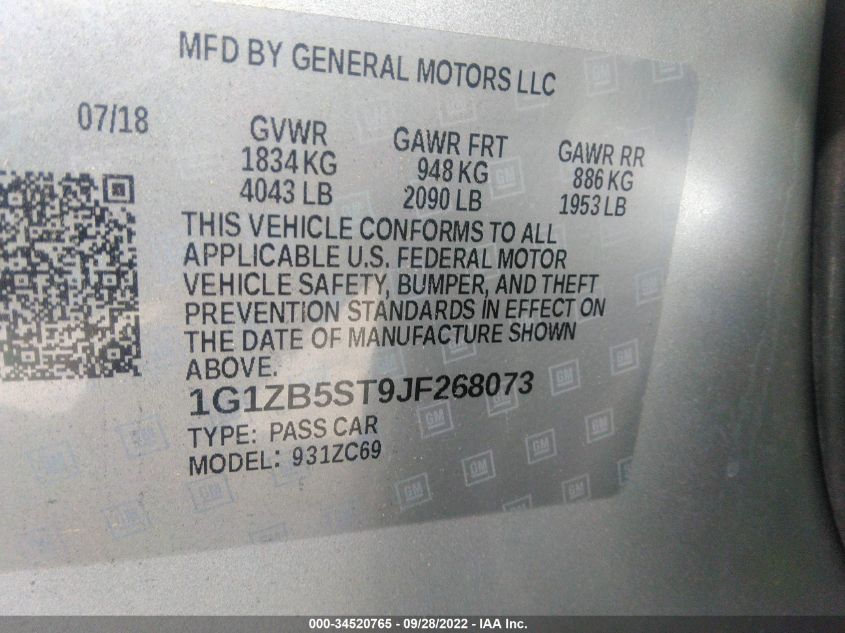 MFD BY GENERAL MOTORS LLC
07/18
GVWR GAWR FRT GAWR RR
1834 KG 948 KG 886 KG
4043 LB 2090 LB 1953 LB
THIS VEHICLE CONFORMS TO ALL
APPLICABLE U.S. FEDERAL MOTOR
VEHICLE SAFETY, BUMPER, AND THEFT
PREVENTION STANDARDS IN EFFECT ON
THE DATE OF MANUFACTURE SHOWN
ABOVE.
1G1ZB5ST9JF268073
TYPE: PASS CAR
MODEL: 931ZC69
000-34520765 - 09/28/2022 - IAA Inc.